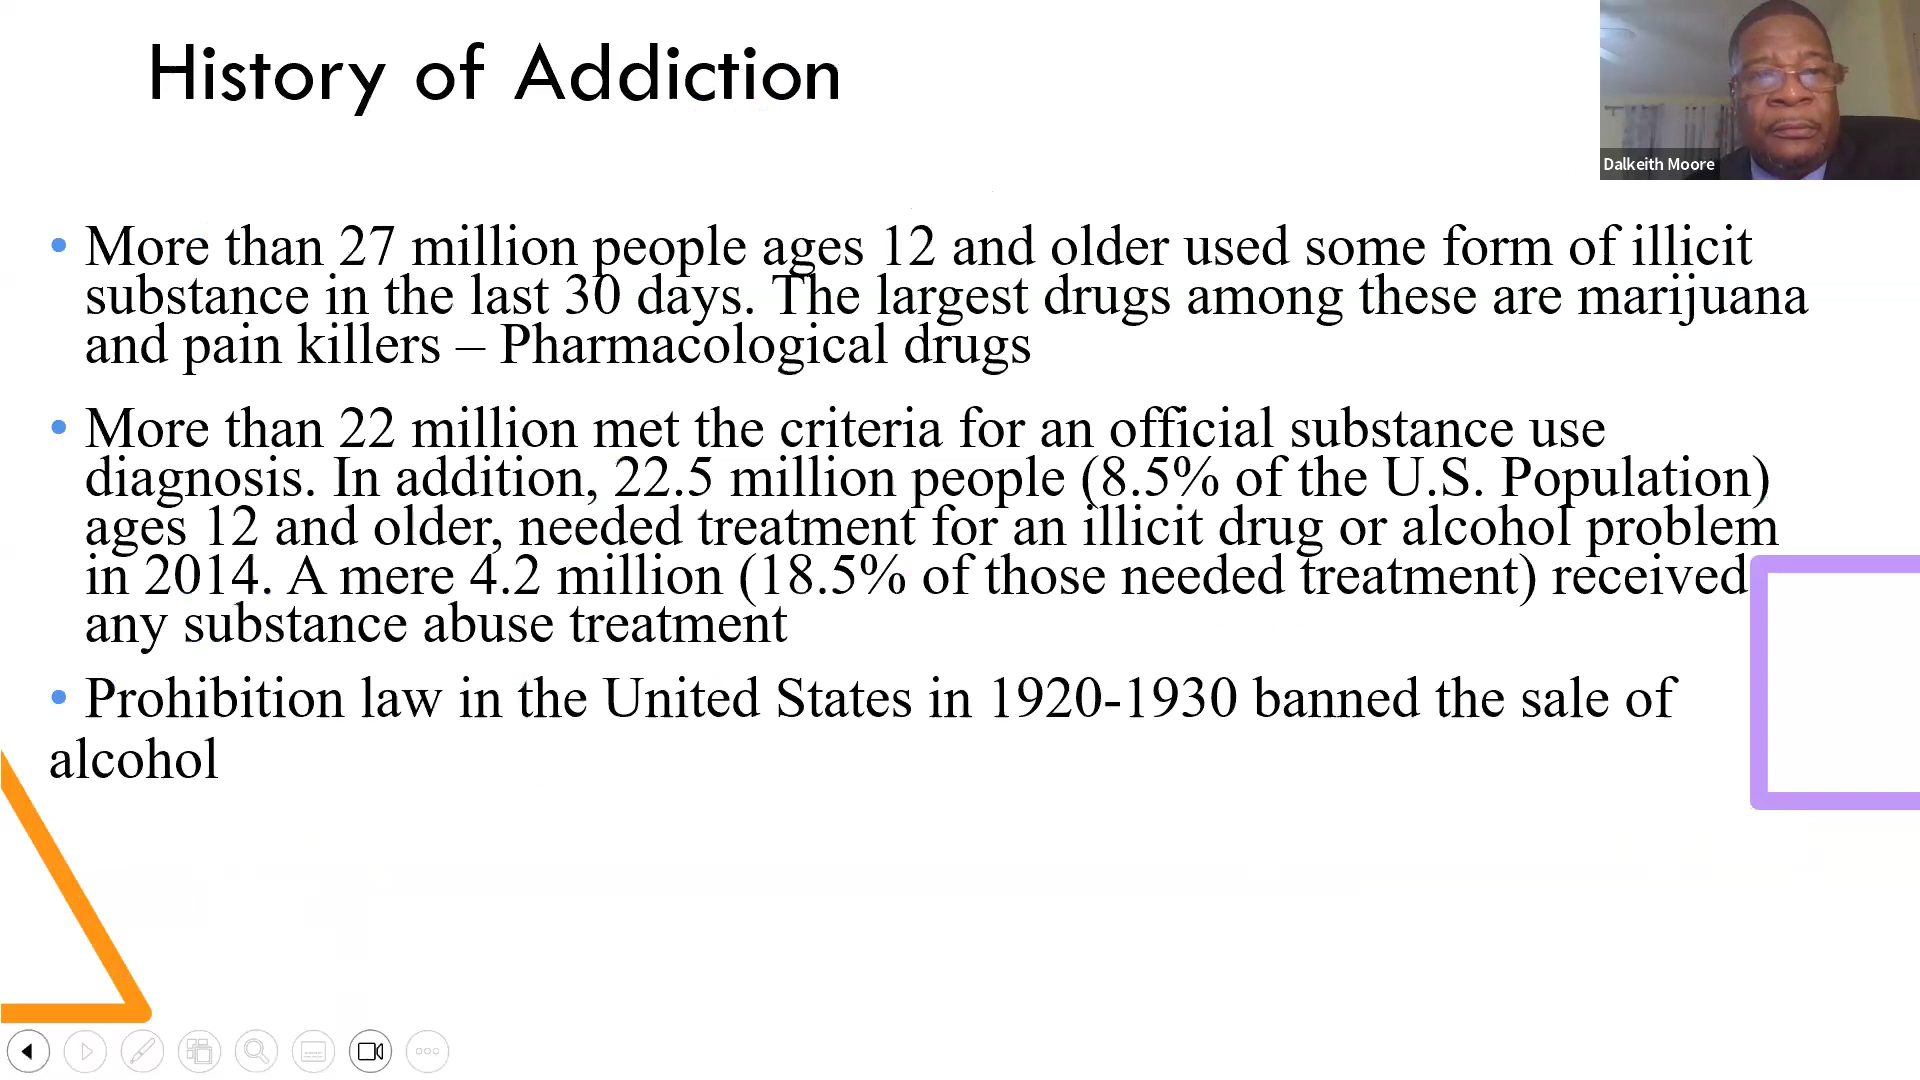 History of Addiction
Dalkeith Moore
• More than 27 million people ages 12 and older used some form of illicit
substance in the last 30 days. The largest drugs among these are marijuana
and pain killers – Pharmacological drugs
• More than 22 million met the criteria for an official substance use
diagnosis. In addition, 22.5 million people (8.5% of the U.S. Population)
ages 12 and older, needed treatment for an illicit drug or alcohol problem
in 2014. A mere 4.2 million (18.5% of those needed treatment) received
any substance abuse treatment
• Prohibition law in the United States in 1920-1930 banned the sale of
alcohol